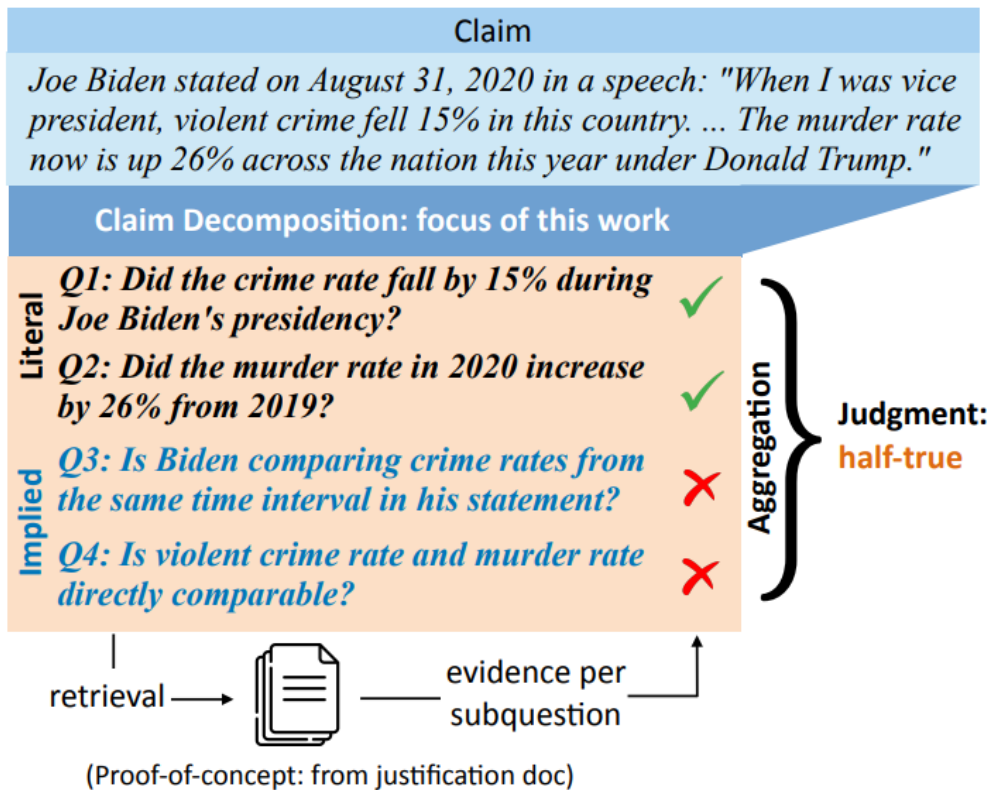 Claim
Joe Biden stated on August 31, 2020 in a speech: "When I was vice
president, violent crime fell 15% in this country. ... The murder rate
now is up 26% across the nation this year under Donald Trump."
Claim Decomposition: focus of this work
Literal
Q1: Did the crime rate fall by 15% during
Joe Biden's presidency?
Q2: Did the murder rate in 2020 increase
by 26% from 2019?
Implied
Q3: Is Biden comparing crime rates from
the same time interval in his statement?
Q4: Is violent crime rate and murder rate
directly comparable?
Aggregation
Judgment:
half-true
retrieval
evidence per
subquestion
(Proof-of-concept: from justification doc)